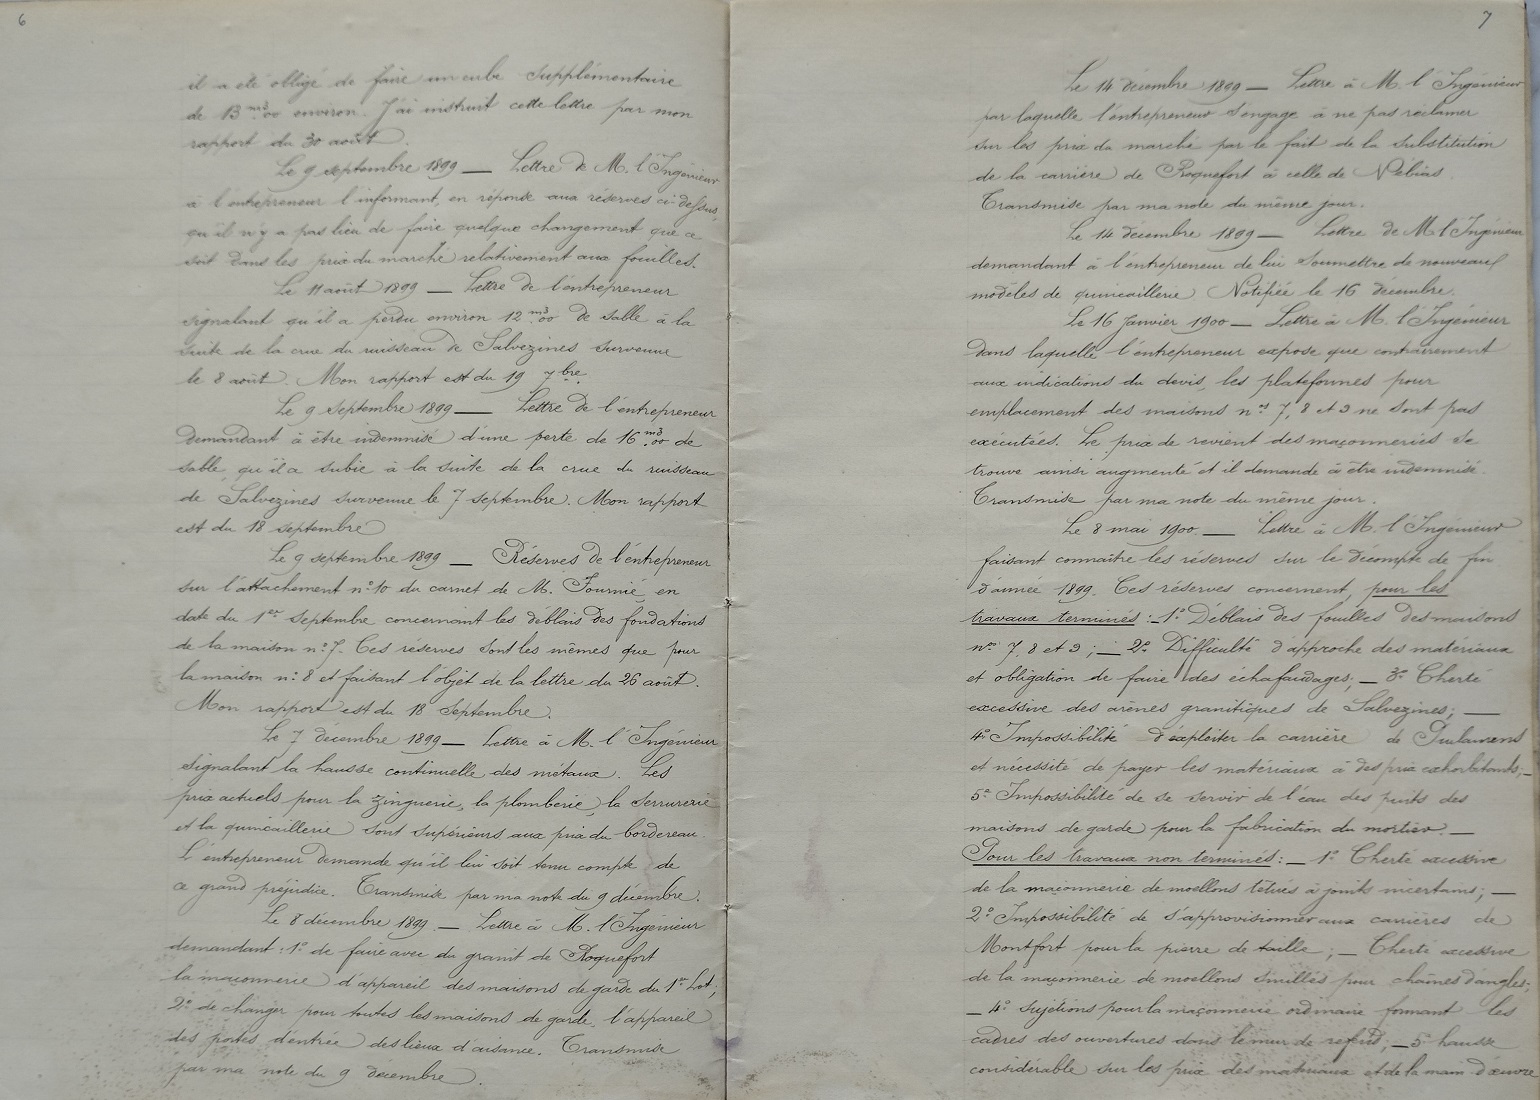 6
il a été obligé de faire un cube supplémentaire
de 13 m3,00 environ. J'ai instruit cette lettre par mon
rapport du 30 août.
Le 9 septembre 1899 — Lettre de M. l'Ingénieur
à l'entrepreneur l'informant, en réponse aux réserves ci-dessus,
qu'il n'y a pas lieu de faire quelque changement que ce
soit dans les prix du marché relativement aux fouilles.
Le 11 août 1899 — Lettre de l'entrepreneur
signalant qu'il a perdu environ 12 m3,00 de sable à la
suite de la crue du ruisseau de Salvezines survenue
le 8 août. Mon rapport est du 19 7bre.
Le 9 septembre 1899 — Lettre de l'entrepreneur
demandant à être indemnisé d'une perte de 16 m3,00 de
sable qu'il a subie à la suite de la crue du ruisseau
de Salvezines survenue le 7 septembre. Mon rapport
est du 18 septembre
Le 9 septembre 1899 — Réserves de l'entrepreneur
sur l'attachement n° 10 du carnet de M. Fournié, en
date du 1er septembre concernant les déblais des fondations
de la maison n° 7. Ces réserves sont les mêmes que pour
la maison n° 8 et faisant l'objet de la lettre du 26 août.
Mon rapport est du 18 septembre.
Le 7 décembre 1899 — Lettre à M. l'Ingénieur
signalant la hausse continuelle des métaux. Les
prix actuels pour la zinguerie, la plomberie, la serrurerie
et la quincaillerie sont supérieurs aux prix du bordereau.
L'entrepreneur demande qu'il lui soit tenu compte de
ce grand préjudice. Transmise par ma note du 9 décembre.
Le 8 décembre 1899 — Lettre à M. l'Ingénieur
demandant : 1° de faire avec du granit de Roquefort
la maçonnerie d'appareil des maisons de garde du 1er Lot;
2° de changer pour toutes les maisons de garde, l'appareil
des portes d'entrée des lieux d'aisance. Transmise
par ma note du 9 décembre.
7
Le 14 décembre 1899 — Lettre à M. l'Ingénieur
par laquelle l'entrepreneur s'engage à ne pas réclamer
sur les prix du marché par le fait de la substitution
de la carrière de Roquefort à celle de Nébias.
Transmise par ma note du même jour.
Le 14 décembre 1899 — Lettre de M l'Ingénieur
demandant à l'entrepreneur de lui soumettre de nouveaux
modèles de quincaillerie Notifiée le 16 décembre.
Le 16 Janvier 1900 — Lettre à M. l'Ingénieur
dans laquelle l'entrepreneur expose que contrairement
aux indications du devis, les plateformes pour
emplacement des maisons nos 7, 8 et 9 ne sont pas
exécutées. Le prix de revient des maçonneries se
trouve ainsi augmenté et il demande à être indemnisé.
Transmise par ma note du même jour.
Le 8 mai 1900 — Lettre à M. l'Ingénieur
faisant connaître les réserves sur le décompte de fin
d'année 1899. Ces réserves concernent, pour les
travaux terminés : 1° Déblais des fouilles des maisons
nos 7, 8 et 9 ; — 2° Difficulté d'approche des matériaux
et obligation de faire des échafaudages; — 3° Cherté
excessive des arènes granitiques de Salvezines; —
4° Impossibilité d'exploiter la carrière de
et nécessité de payer les matériaux à des prix exhorbitants; —
5° Impossibilité de se servir de l'eau des puits des
maisons de garde pour la fabrication du mortier. —
Pour les travaux non terminés : — 1° Cherté excessive
de la maçonnerie de moellons têtués à joints incertains; —
2° Impossibilité de s'approvisionner aux carrières de
Montfort pour la pierre de taille ; — Cherté excessive
de la maçonnerie de moellons smillés pour chaînes d'angles;
— 4° Sujétions pour la maçonnerie ordinaire formant les
cadres des ouvertures dans le mur de refend; — 5° hausse
considérable sur les prix des matériaux et de la main d'œuvre